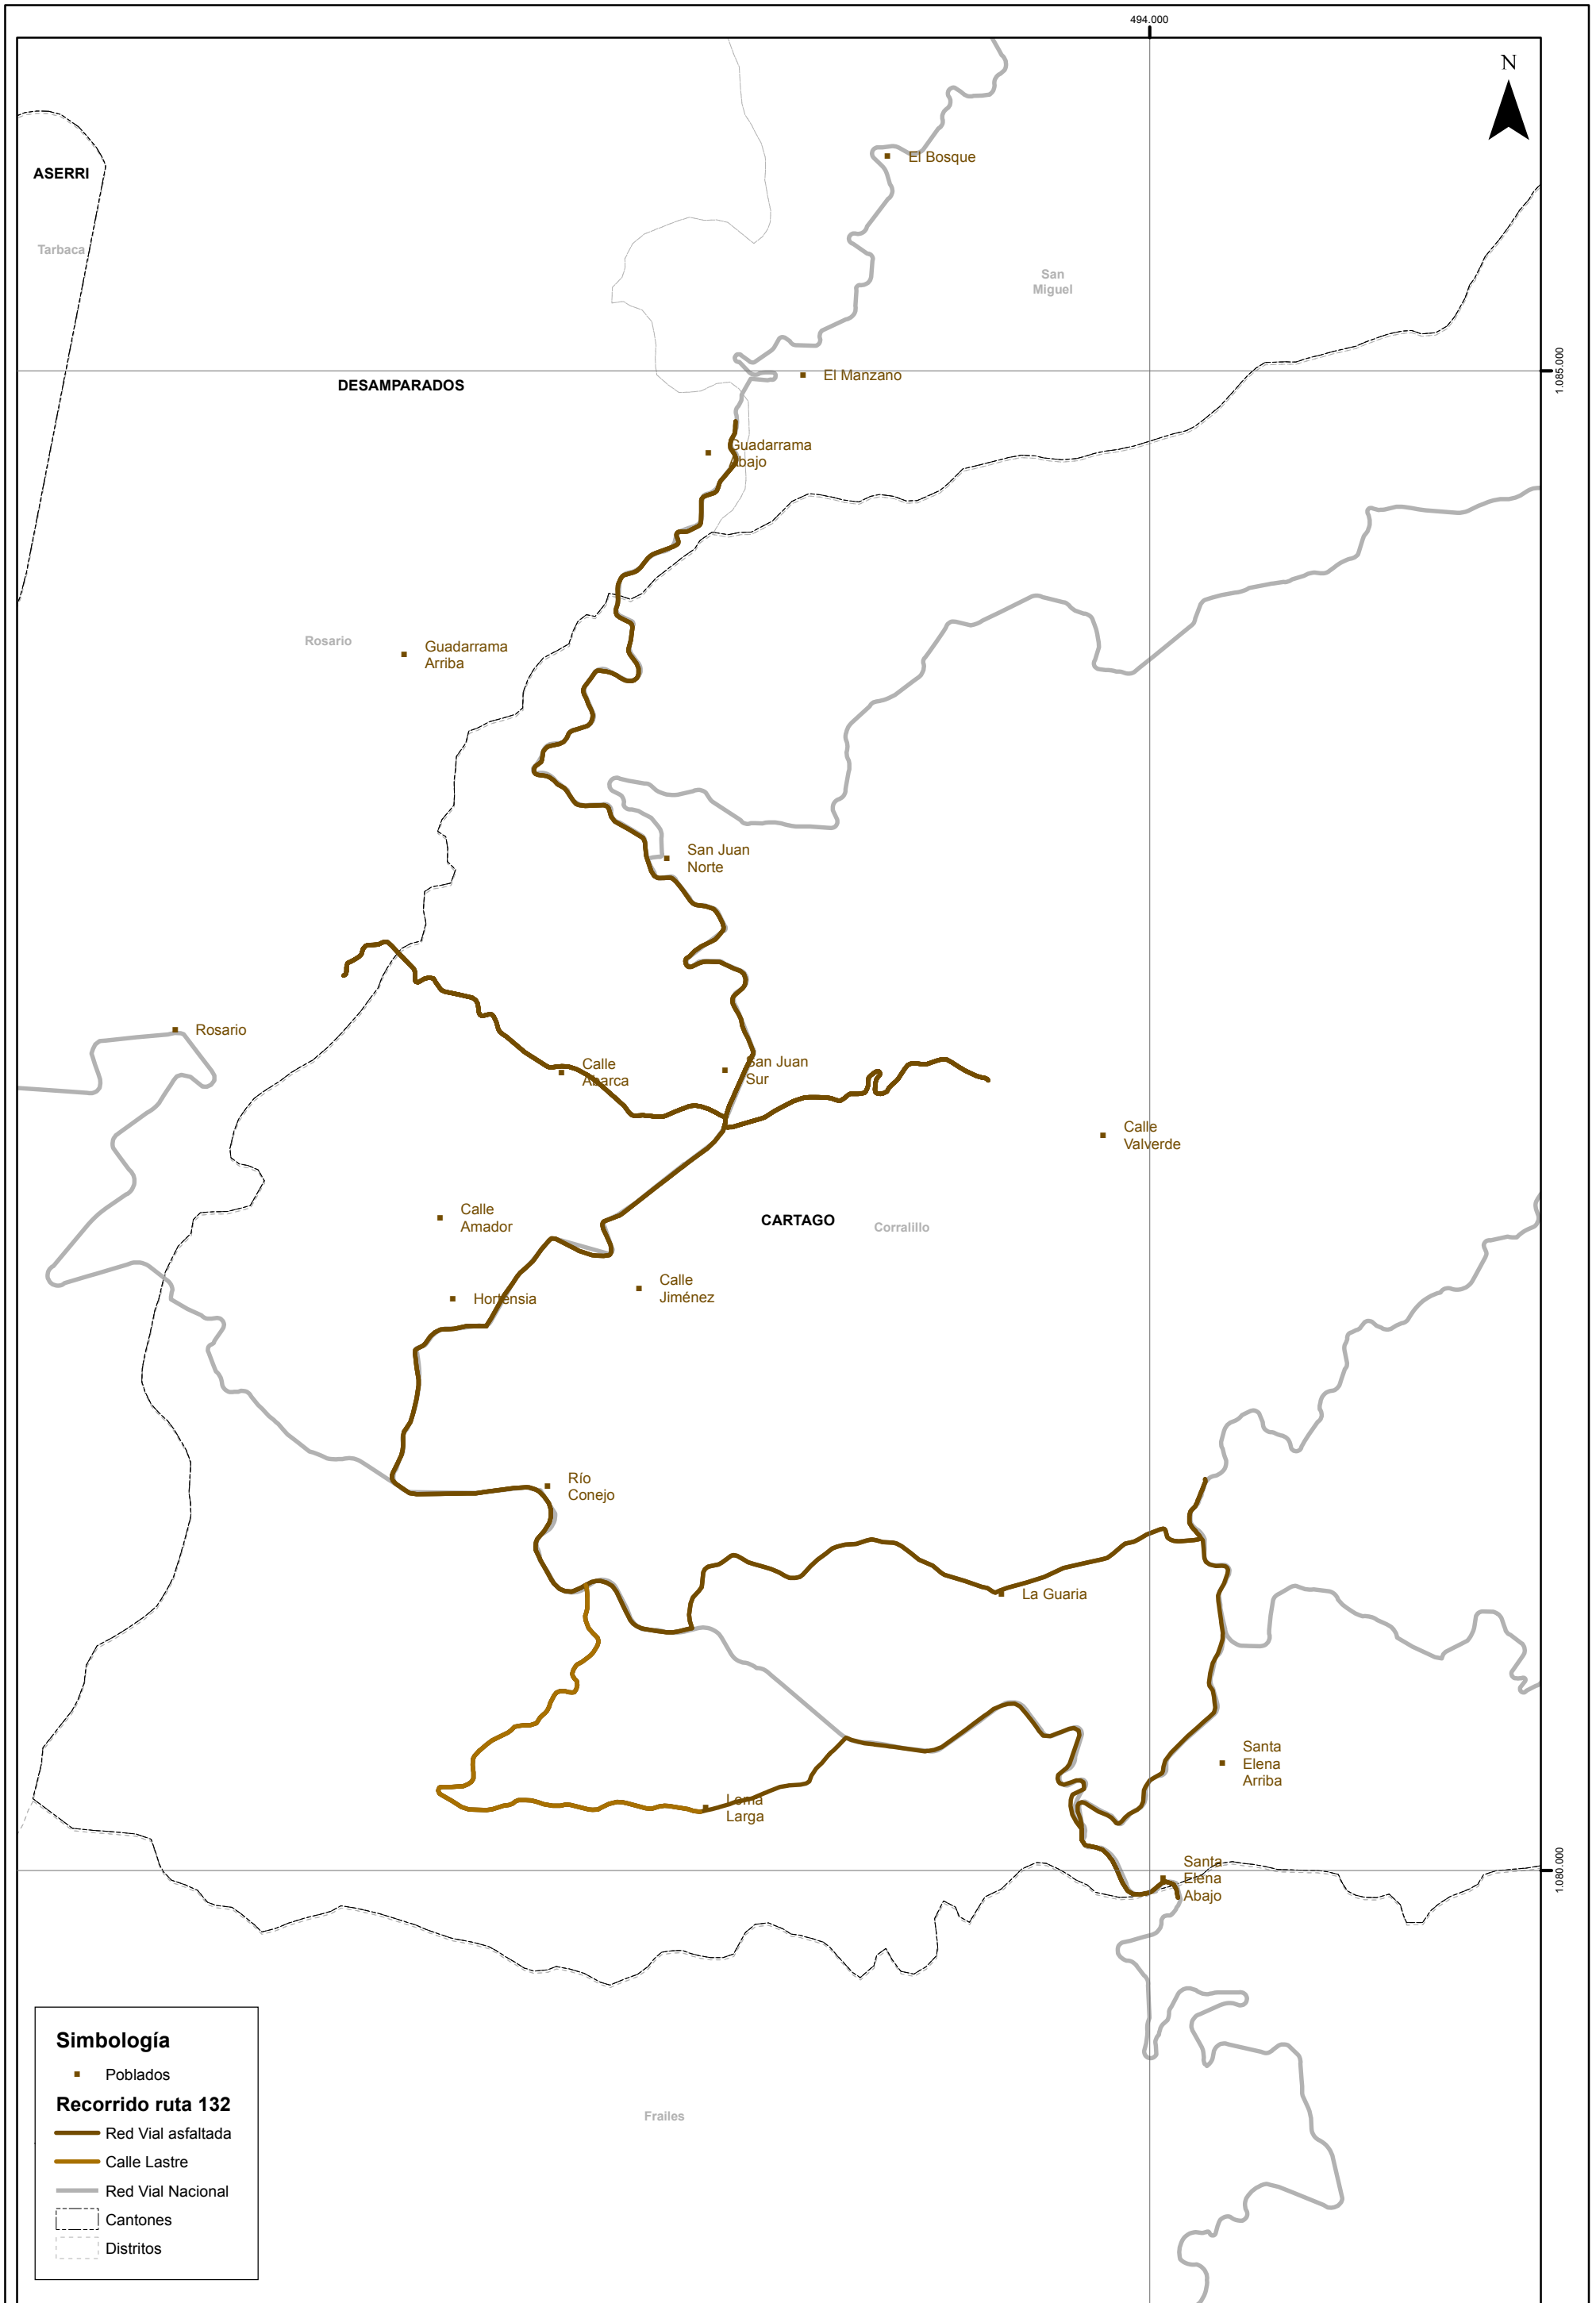 494.000
N
El Bosque
ASERRI
Tarbaca
San
Miguel
1.085.000
El Manzano
DESAMPARADOS
Guadarrama
Abajo
Rosario
Guadarrama
Arriba
San Juan
Norte
Rosario
Calle
Abarca
San Juan
Sur
Calle
Valverde
Calle
Amador
CARTAGO
Corralillo
Hortensia
Calle
Jiménez
Río
Conejo
La Guaria
Santa
Elena
Arriba
Loma
Larga
Santa
Elena
Abajo
1.080.000
Simbología
Poblados
Recorrido ruta 132
Red Vial asfaltada
Calle Lastre
Red Vial Nacional
Cantones
Distritos
Frailes